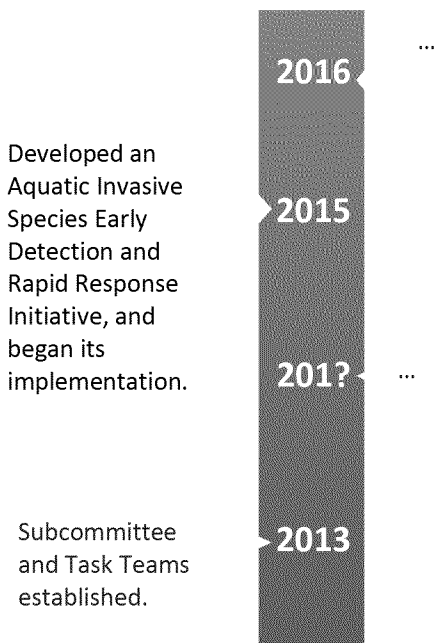 ...
2016
Developed an
Aquatic Invasive
Species Early
Detection and
Rapid Response
Initiative, and
began its
implementation.
2015
201?
...
Subcommittee
and Task Teams
established.
2013